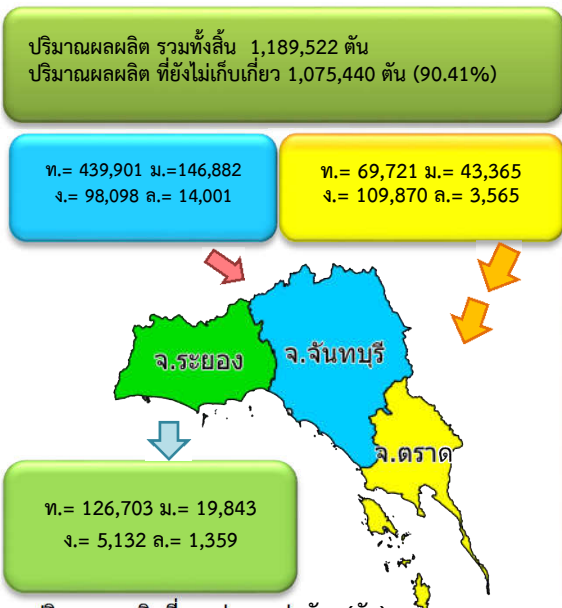 ปริมาณผลผลิต รวมทั้งสิ้น 1,189,522 ตัน
ปริมาณผลผลิต ที่ยังไม่เก็บเกี่ยว 1,075,440 ตัน (90.41%)
ท.= 439,901 ม.=146,882
ง.= 98,098 ล.= 14,001
ท.= 69,721 ม.= 43,365
ง.= 109,870 ล.= 3,565
จ.ระยอง
จ.จันทบุรี
จ.ตราด
ท.= 126,703 ม.= 19,843
ง.= 5,132 ล.= 1,359